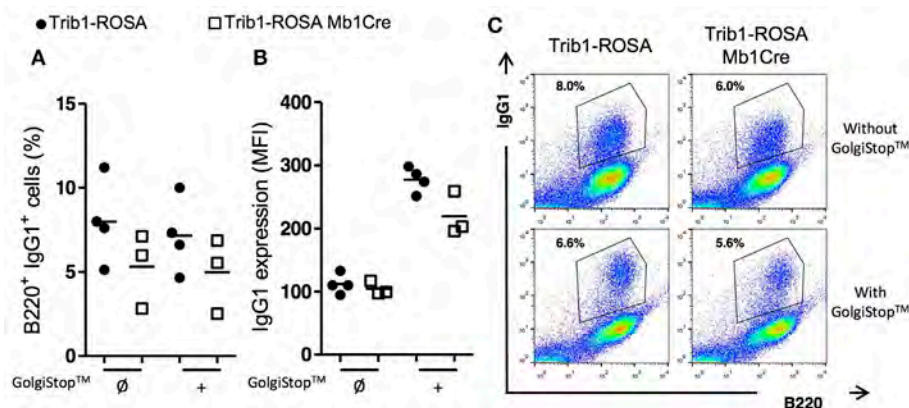 ● Trib1-ROSA □ Trib1-ROSA Mb1Cre
A
B220+ IgG1+ cells (%)
15
10
5
0
GolgiStop™ Ø +
B
IgG1 expression (MFI)
400
300
200
100
0
GolgiStop™ Ø +
C
Trib1-ROSA
Trib1-ROSA
Mb1Cre
IgG1
8.0%
6.0%
Without
GolgiStop™
6.6%
5.6%
With
GolgiStop™
B220